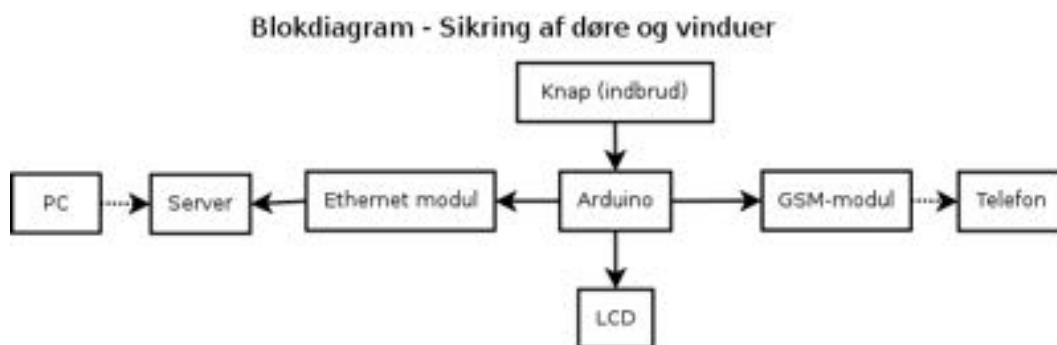 Blokdiagram - Sikring af døre og vinduer
Knap (indbrud)
PC
Server
Ethernet modul
Arduino
GSM-modul
Telefon
LCD